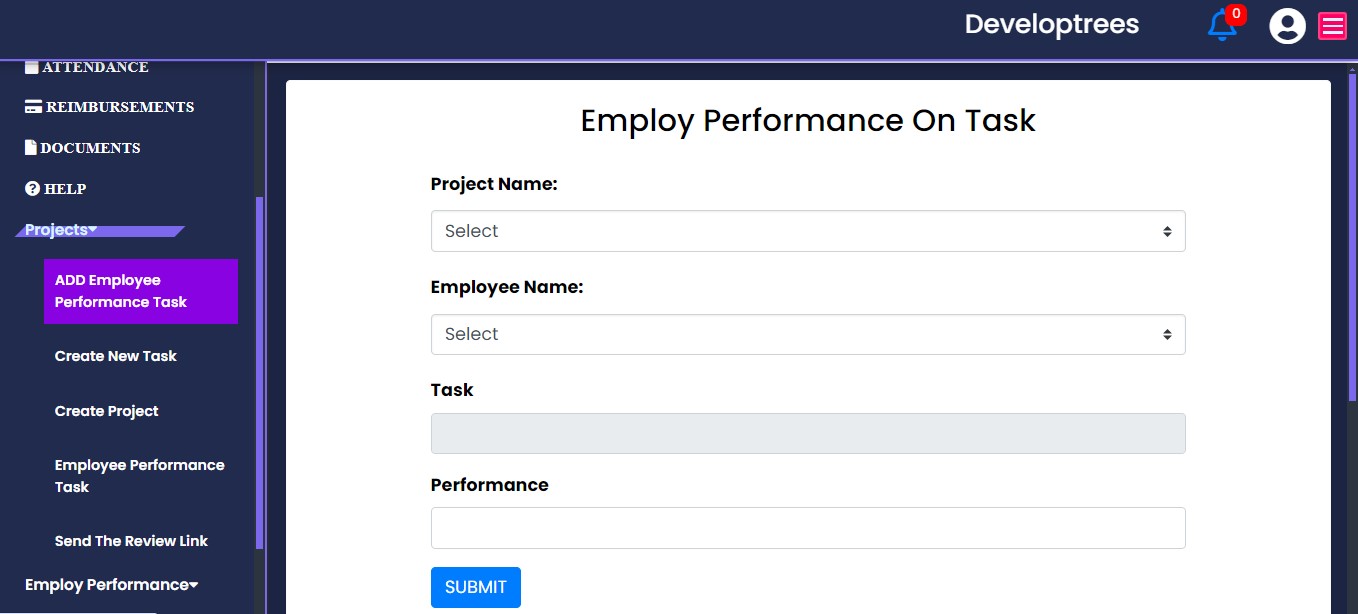 Developtrees
0
ATTENDANCE
REIMBURSEMENTS
DOCUMENTS
HELP
Projects
ADD Employee
Performance Task
Create New Task
Create Project
Employee Performance
Task
Send The Review Link
Employ Performance
Employ Performance On Task
Project Name:
Select
Employee Name:
Select
Task
Performance
SUBMIT